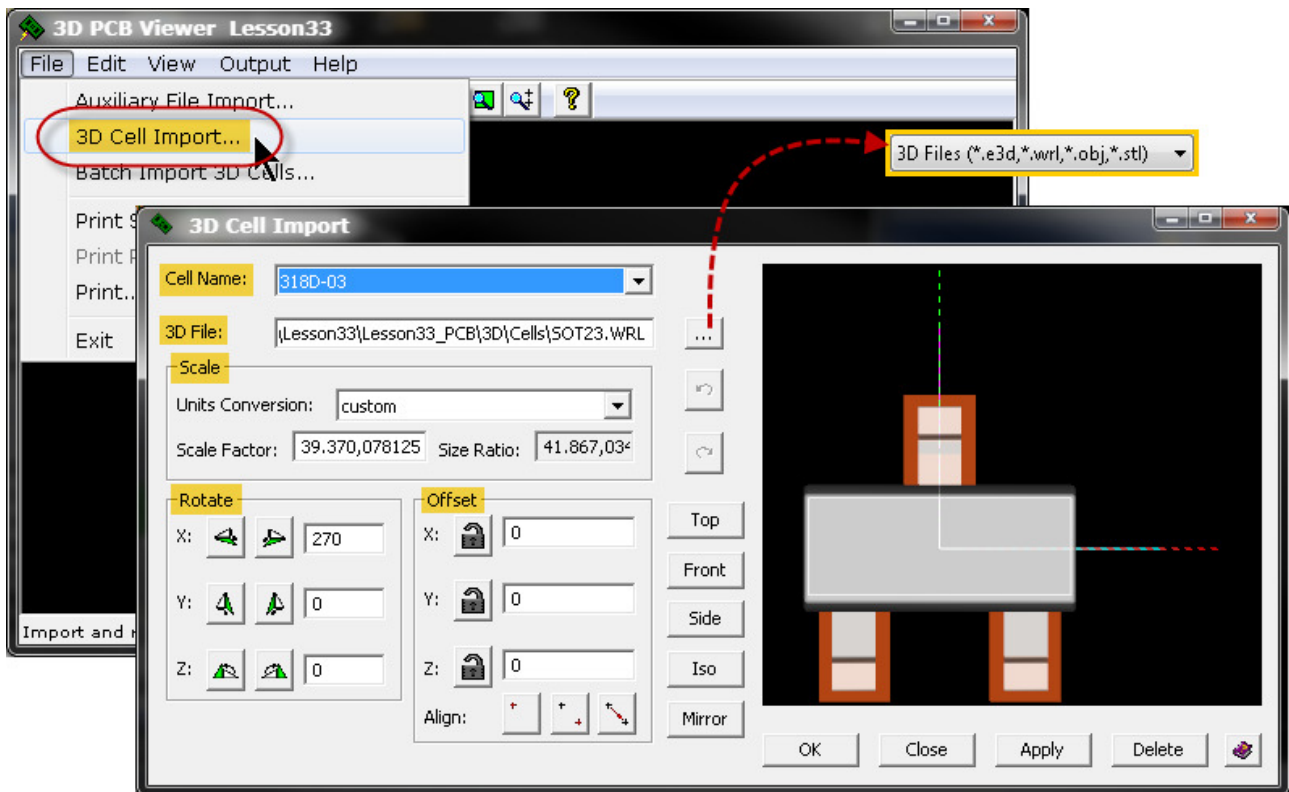 3D PCB Viewer Lesson33
File Edit View Output Help
Auxiliary File Import...
3D Cell Import...
Batch Import 3D Cells...
Print
Print
Print..
Exit
Import and
3D Files (*.e3d,*.wrl,*.obj,*.stl)
3D Cell Import
Cell Name: 318D-03
3D File: \Lesson33\Lesson33_PCB\3D\Cells\SOT23.WRL ...
Scale
Units Conversion: custom
Scale Factor: 39.370,078125 Size Ratio: 41.867,034
Rotate
X: 270
Y: 0
Z: 0
Offset
X: 0
Y: 0
Z: 0
Align:
Top
Front
Side
Iso
Mirror
OK Close Apply Delete